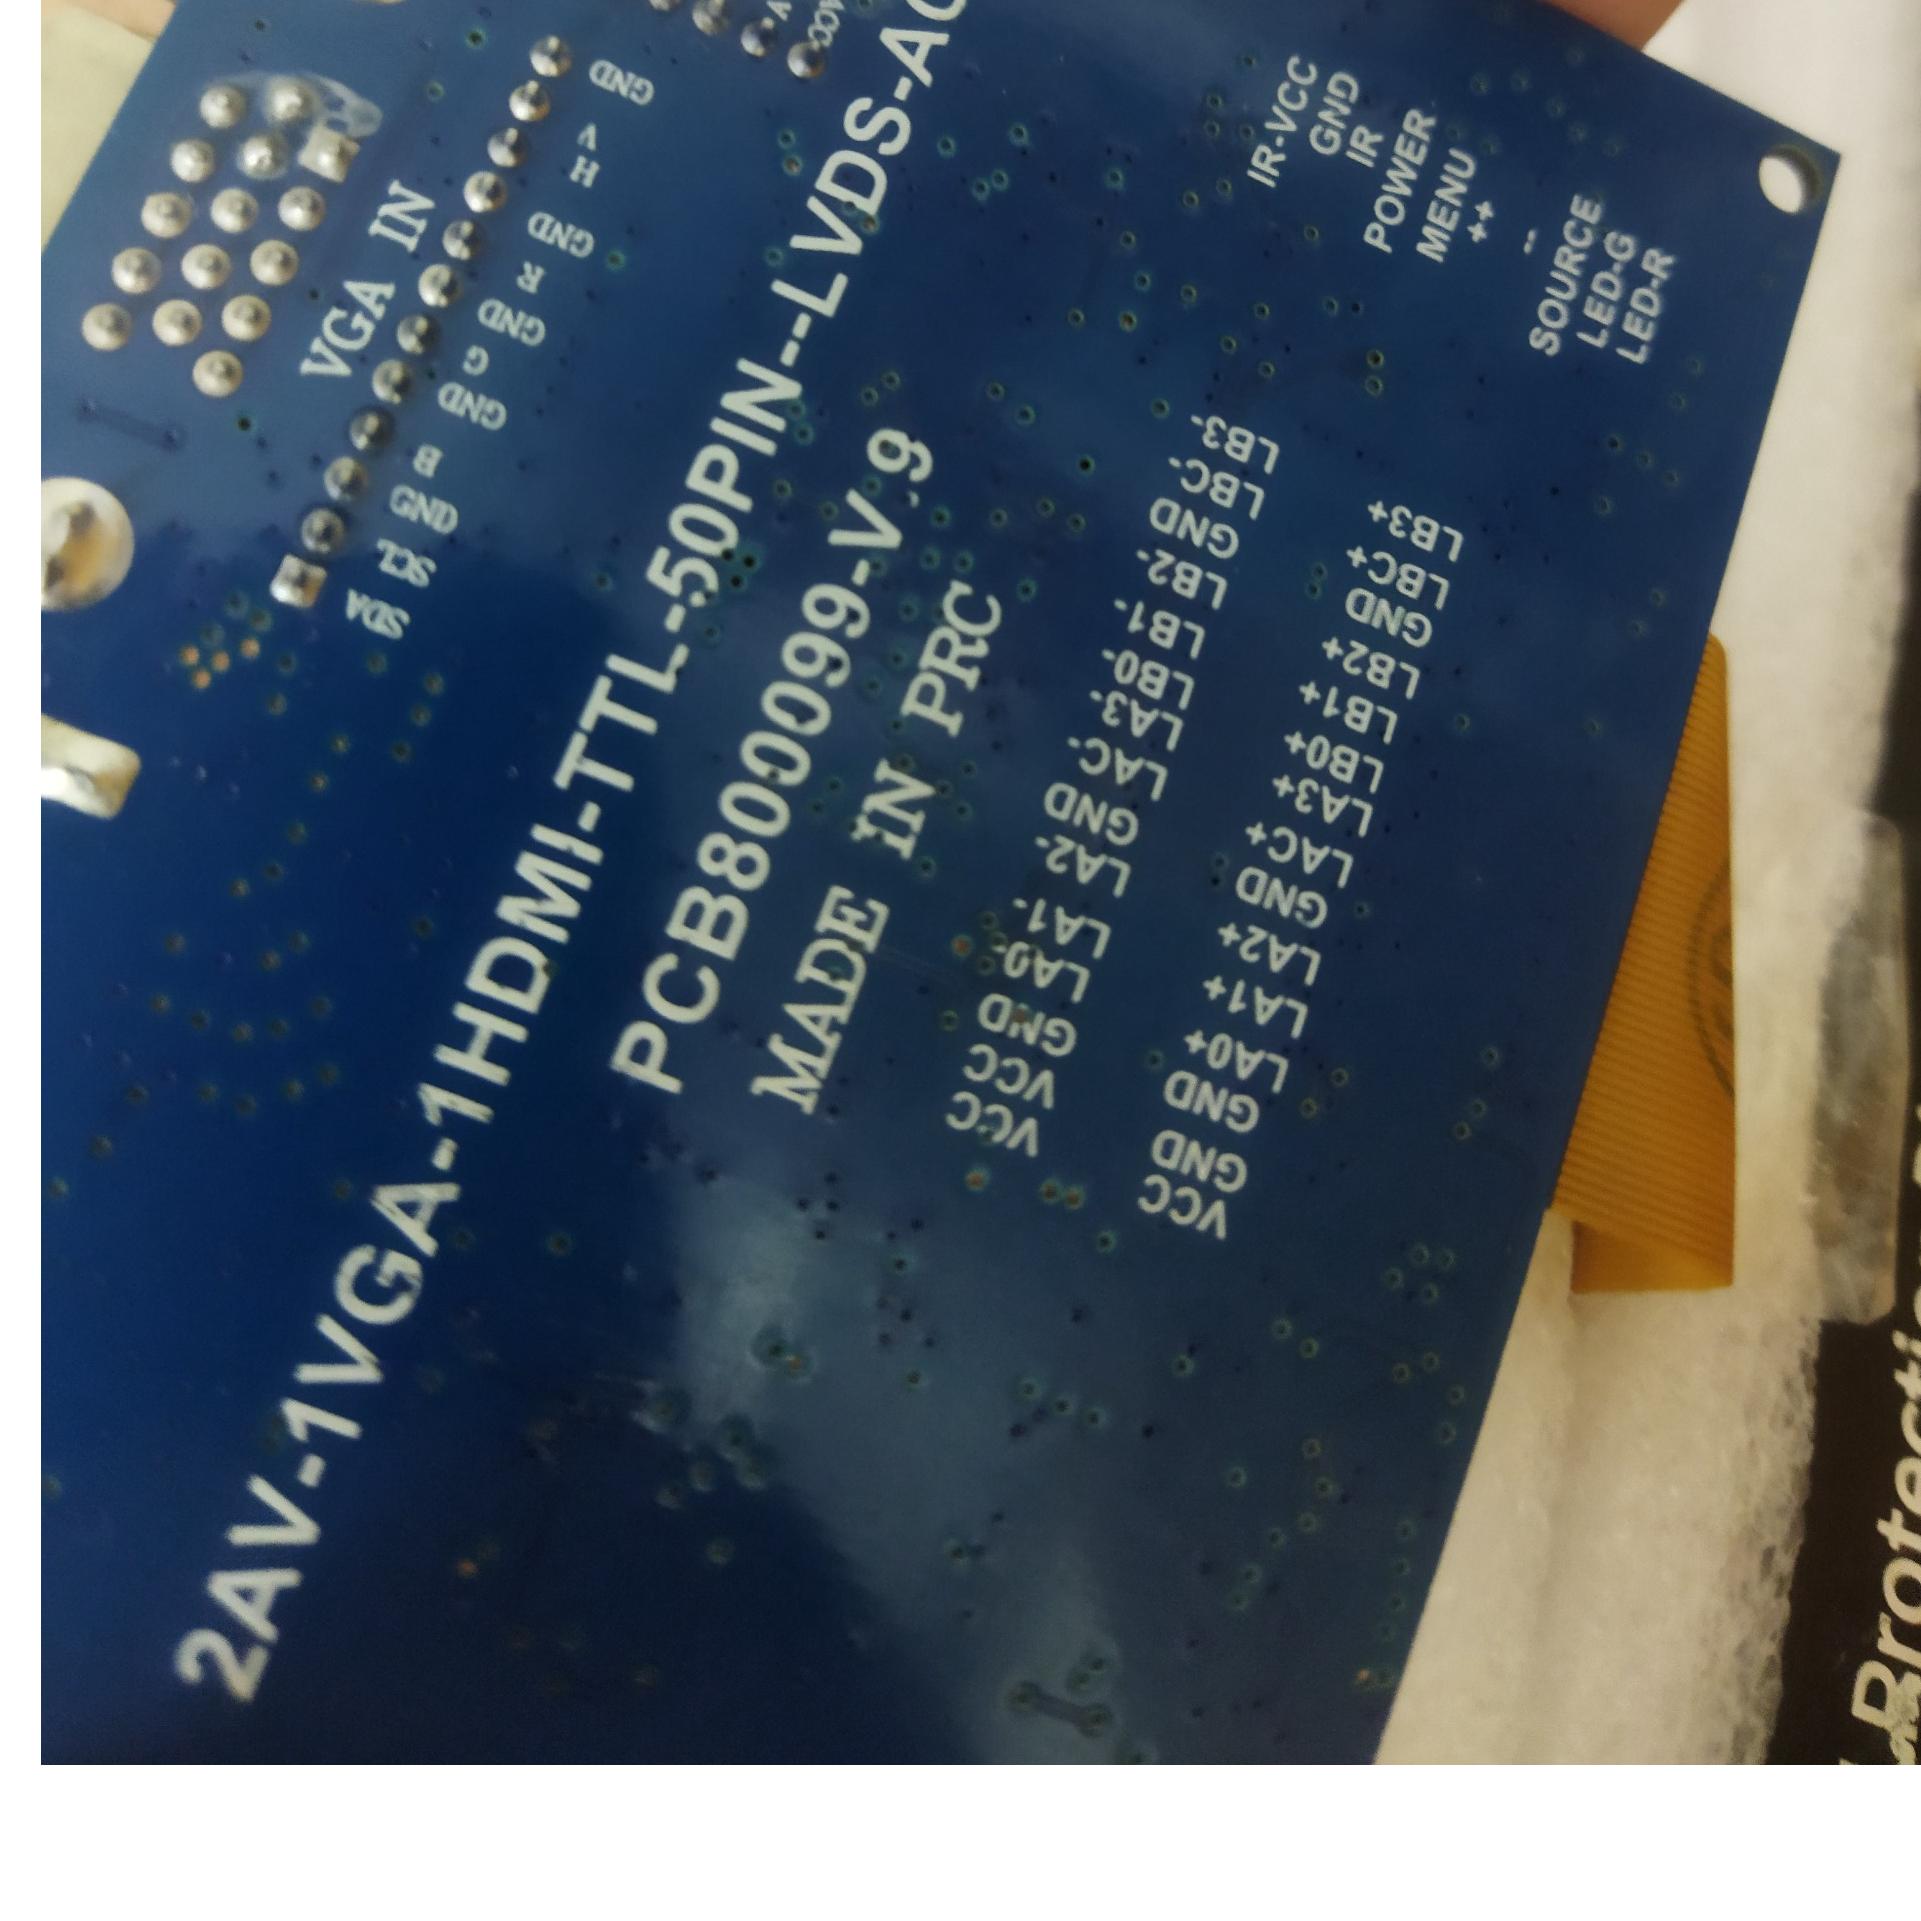 2AV-1VGA-1HDMI-TTL-50PIN--LVDS-AC
PCB800099-V.9
MADE IN PRC
VGA IN
GND
V
H
GND
R
GND
G
GND
B
GND
SCL
SDA
IR-VCC
GND
IR
POWER
MENU
++
--
SOURCE
LED-G
LED-R
LB3-
LBC-
GND
LB2-
LB1-
LB0-
LA3-
LAC-
GND
LA2-
LA1-
LA0-
GND
VCC
VCC
LB3+
LBC+
GND
LB2+
LB1+
LB0+
LA3+
LAC+
GND
LA2+
LA1+
LA0+
GND
GND
VCC
Protection